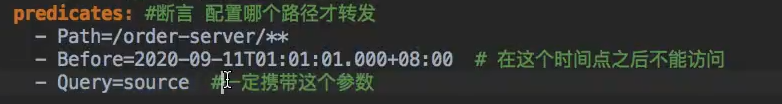 predicates: #断言 配置哪个路径才转发
- Path=/order-server/**
- Before=2020-09-11T01:01:01.000+08:00 # 在这个时间点之后不能访问
- Query=source #一定携带这个参数